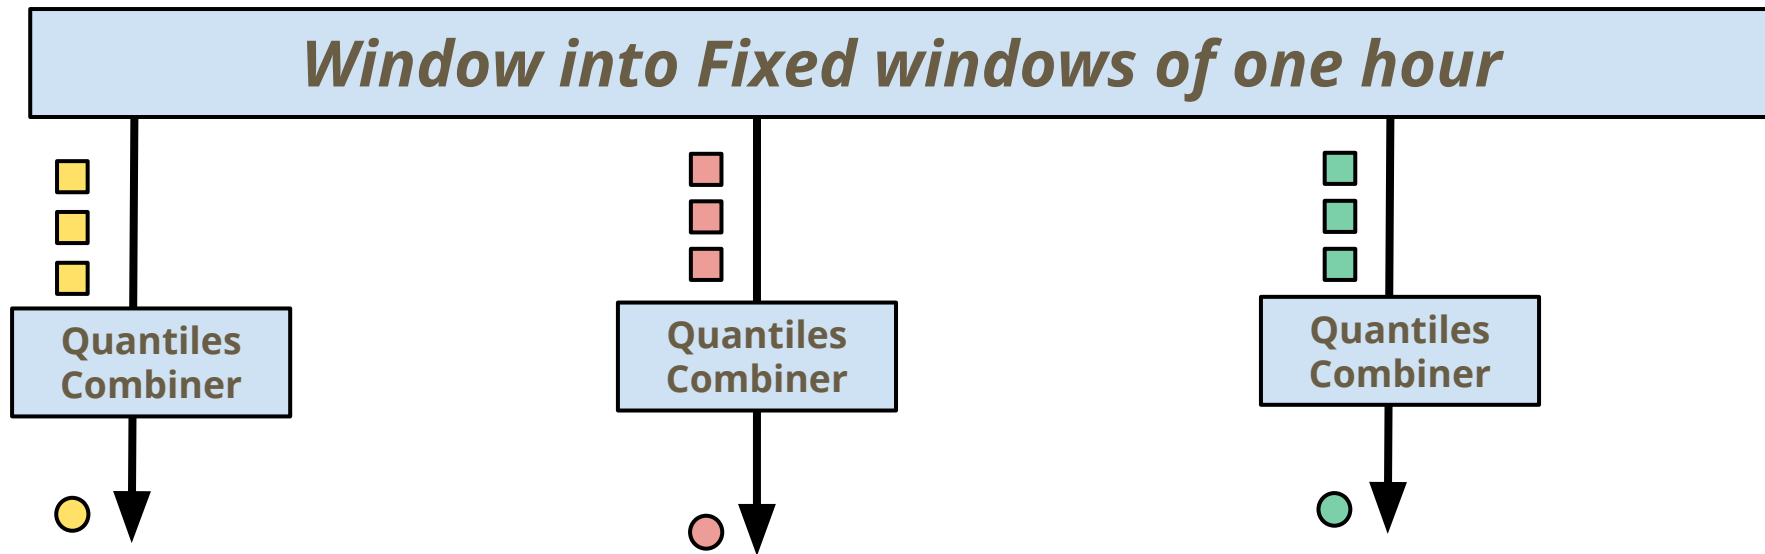 Window into Fixed windows of one hour
Quantiles
Combiner
Quantiles
Combiner
Quantiles
Combiner